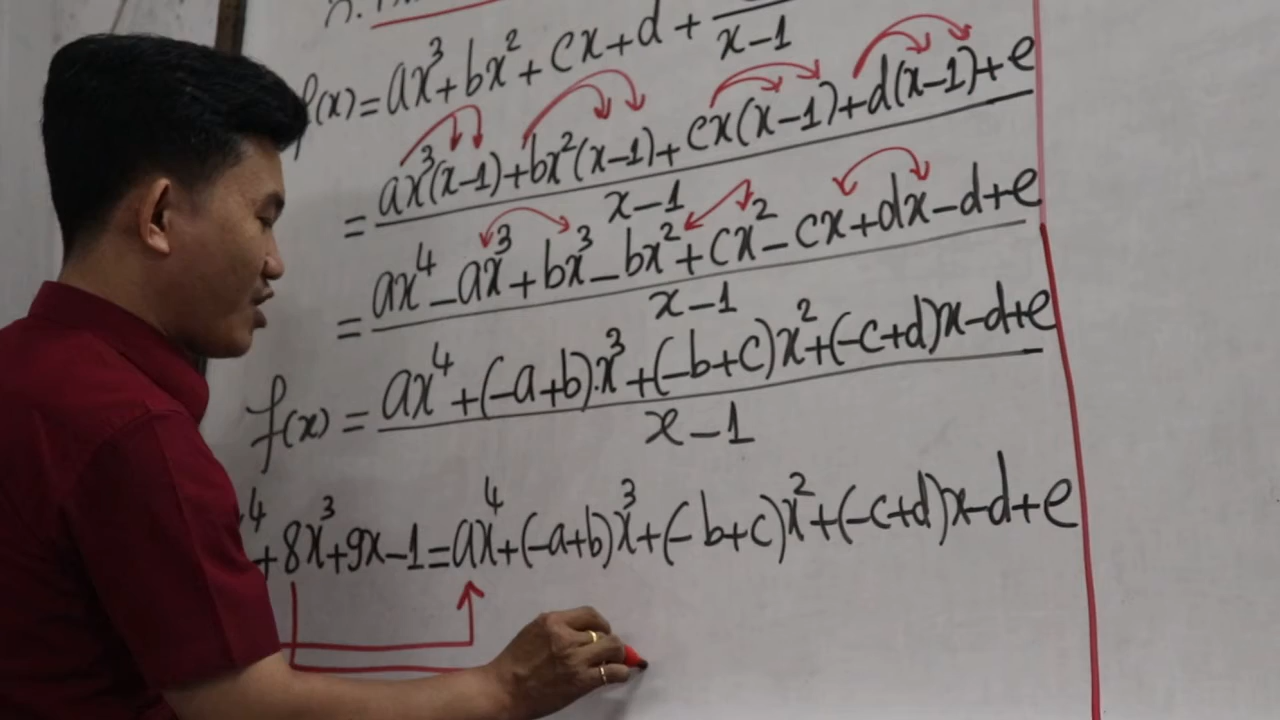 f(x) = ax³ + bx² + cx + d + — / x – 1
= ax³(x – 1) + bx²(x – 1) + cx(x – 1) + d(x – 1) + e / x – 1
= ax⁴ – ax³ + bx³ – bx² + cx² – cx + dx – d + e / x – 1
f(x) = ax⁴ + (–a + b).x³ + (–b + c)x² + (–c + d)x – d + e / x – 1
⁴ + 8x³ + 9x – 1 = ax⁴ + (–a + b)x³ + (–b + c)x² + (–c + d)x – d + e